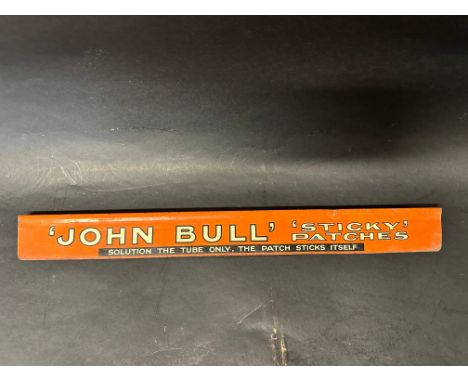 'JOHN BULL' 'STICKY' PATCHES
SOLUTION THE TUBE ONLY, THE PATCH STICKS ITSELF